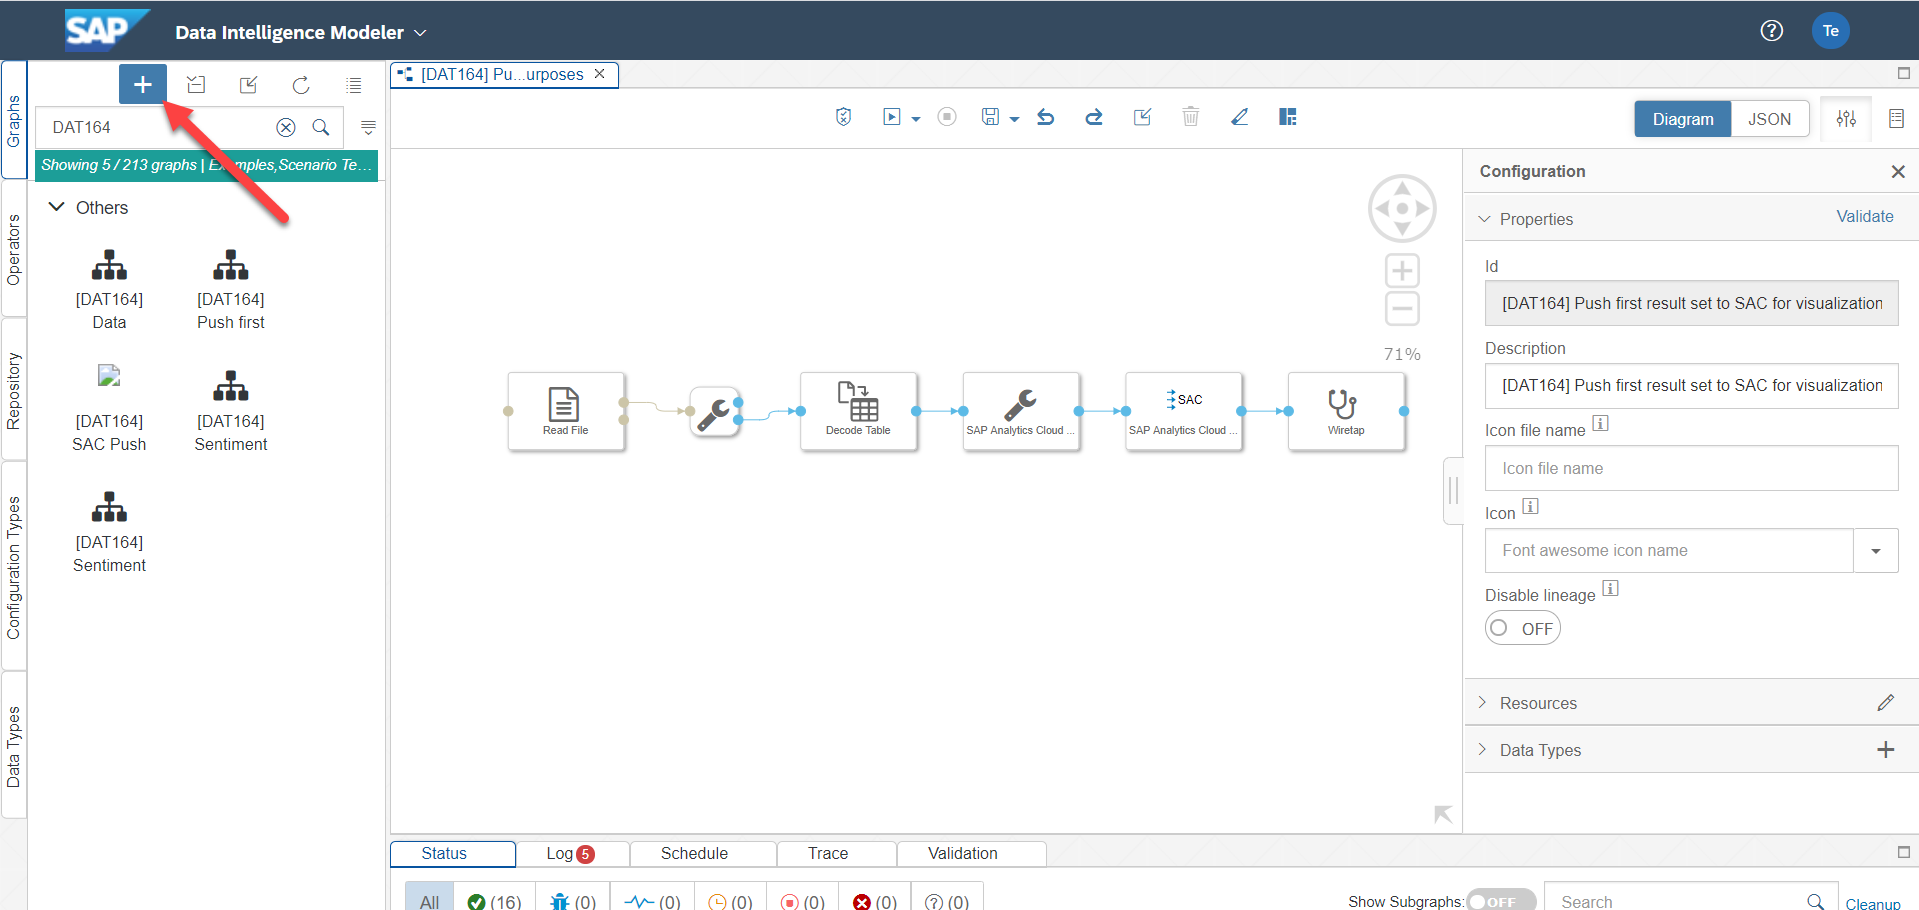 SAP
Data Intelligence Modeler
Te
Graphs
Operators
Repository
Configuration Types
Data Types
DAT164
Showing 5 / 213 graphs | Examples,Scenario Te...
Others
[DAT164]
Data
[DAT164]
Push first
[DAT164]
SAC Push
[DAT164]
Sentiment
[DAT164]
Sentiment
[DAT164] Pu...urposes
Diagram
JSON
71%
Read File
Decode Table
SAP Analytics Cloud ...
SAC
SAP Analytics Cloud ...
Wiretap
Configuration
Properties
Validate
Id
[DAT164] Push first result set to SAC for visualization
Description
[DAT164] Push first result set to SAC for visualization
Icon file name
Icon file name
Icon
Font awesome icon name
Disable lineage
OFF
Resources
Data Types
Status
Log 5
Schedule
Trace
Validation
All
(16)
(0)
(0)
(0)
(0)
(0)
(0)
Show Subgraphs:
OFF
Search
Cleanup